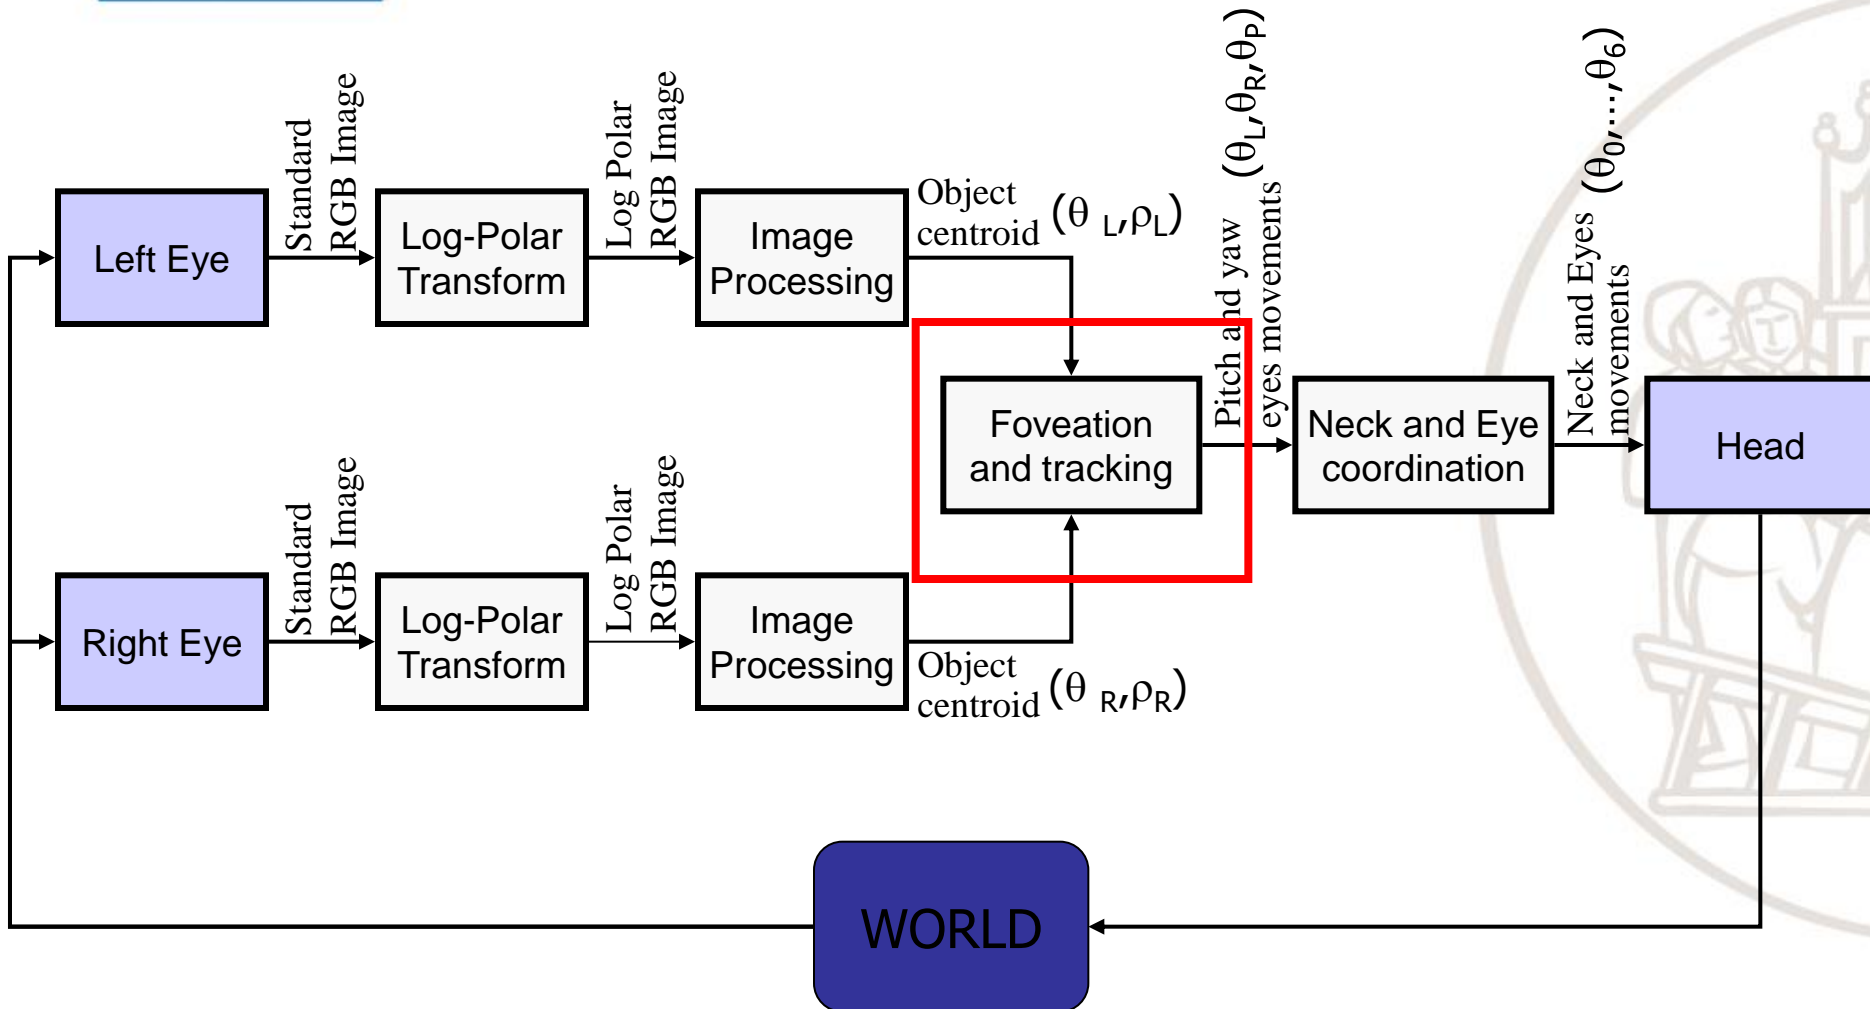 Left Eye
Standard
RGB Image
Log-Polar
Transform
Log Polar
RGB Image
Image
Processing
Object
centroid (θ L,ρL)
Pitch and yaw (θL,θR,θP)
eyes movements
Neck and Eyes (θ0,...,θ6)
movements
Foveation
and tracking
Neck and Eye
coordination
Head
Right Eye
Standard
RGB Image
Log-Polar
Transform
Log Polar
RGB Image
Image
Processing
Object
centroid (θ R,ρR)
WORLD